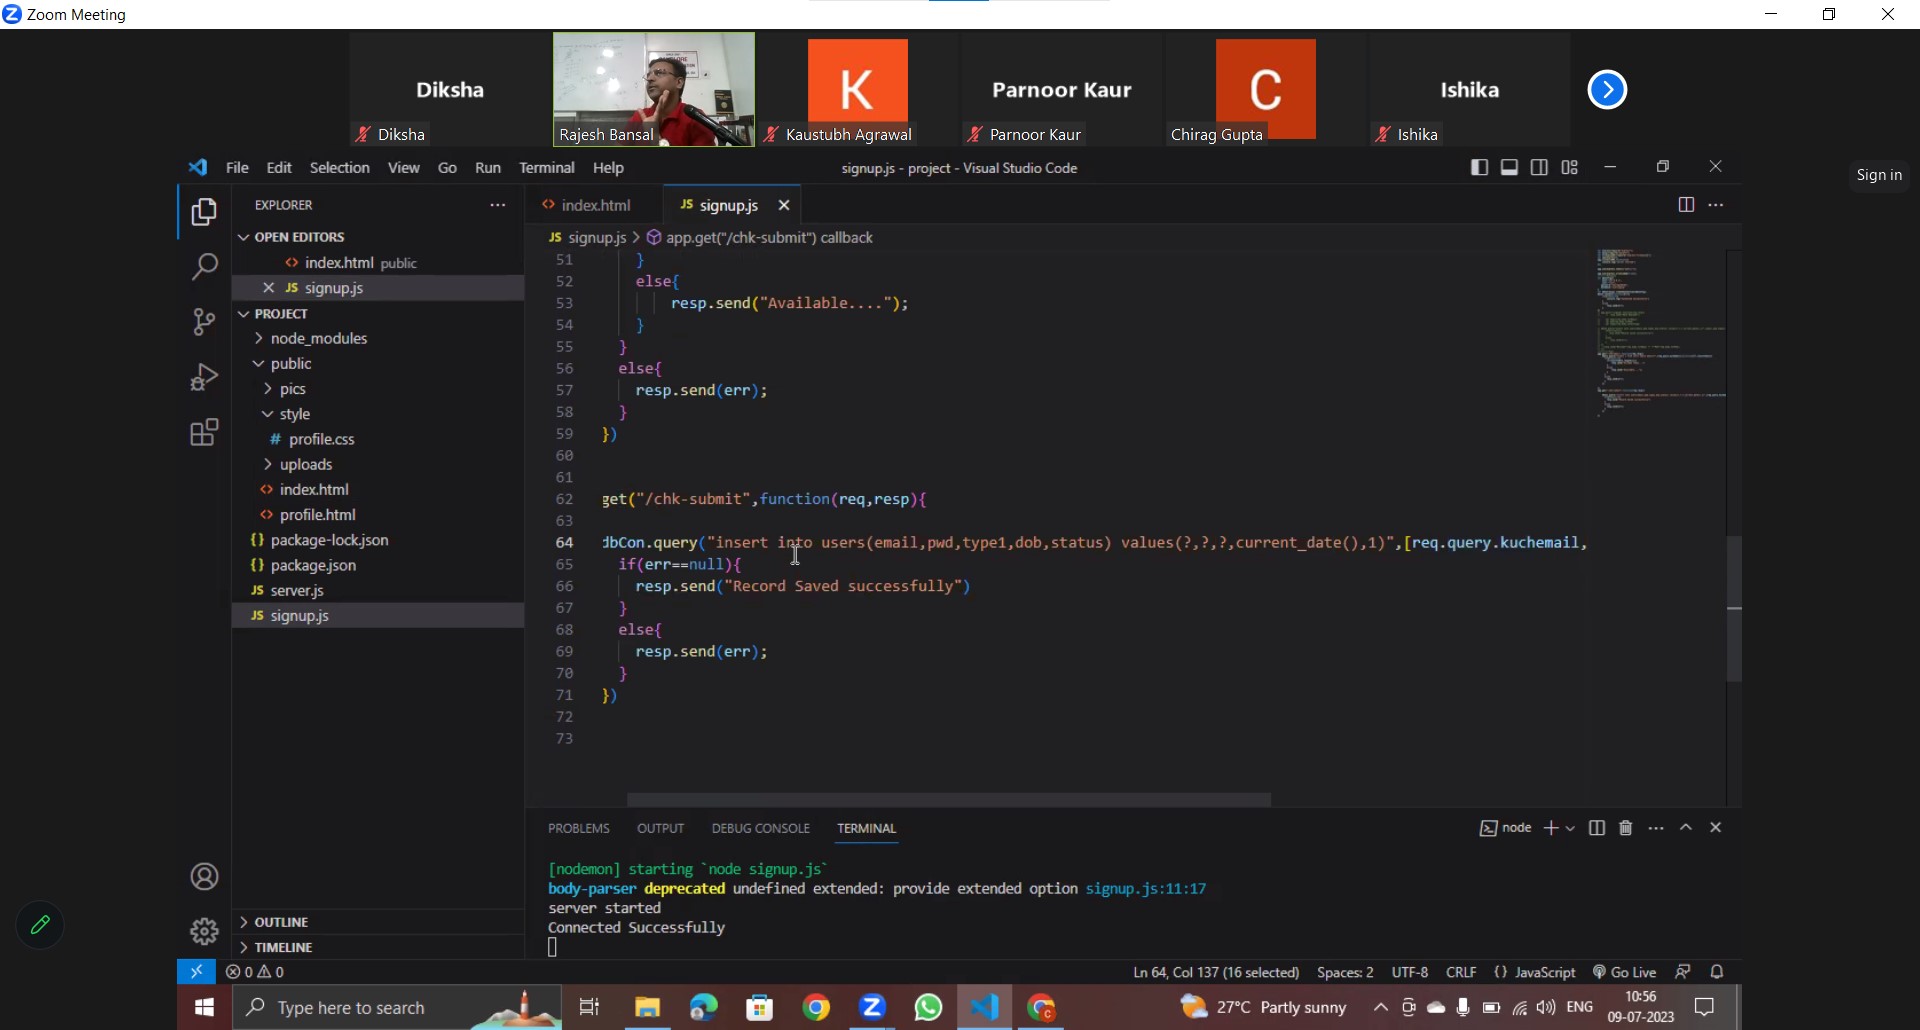 Zoom Meeting
Diksha
Diksha
Rajesh Bansal
K
Kaustubh Agrawal
Parnoor Kaur
Parnoor Kaur
C
Chirag Gupta
Ishika
Ishika
Sign in
File Edit Selection View Go Run Terminal Help
signup.js - project - Visual Studio Code
EXPLORER
OPEN EDITORS
index.html public
JS signup.js
PROJECT
node_modules
public
pics
style
# profile.css
uploads
<> index.html
<> profile.html
{} package-lock.json
{} package.json
JS server.js
JS signup.js
OUTLINE
TIMELINE
<> index.html
JS signup.js
JS signup.js > app.get("/chk-submit") callback
51 }
52 else{
53 resp.send("Available....");
54 }
55 }
56 else{
57 resp.send(err);
58 }
59 })
60
61
62 get("/chk-submit",function(req,resp){
63
64 dbCon.query("insert into users(email,pwd,type1,dob,status) values(?,?,?,current_date(),1)",[req.query.kuchemail,
65 if(err==null){
66 resp.send("Record Saved successfully")
67 }
68 else{
69 resp.send(err);
70 }
71 })
72
73
PROBLEMS OUTPUT DEBUG CONSOLE TERMINAL
node
[nodemon] starting `node signup.js`
body-parser deprecated undefined extended: provide extended option signup.js:11:17
server started
Connected Successfully
0 0
Ln 64, Col 137 (16 selected) Spaces: 2 UTF-8 CRLF {} JavaScript Go Live
Type here to search
27°C Partly sunny
ENG
10:56
09-07-2023